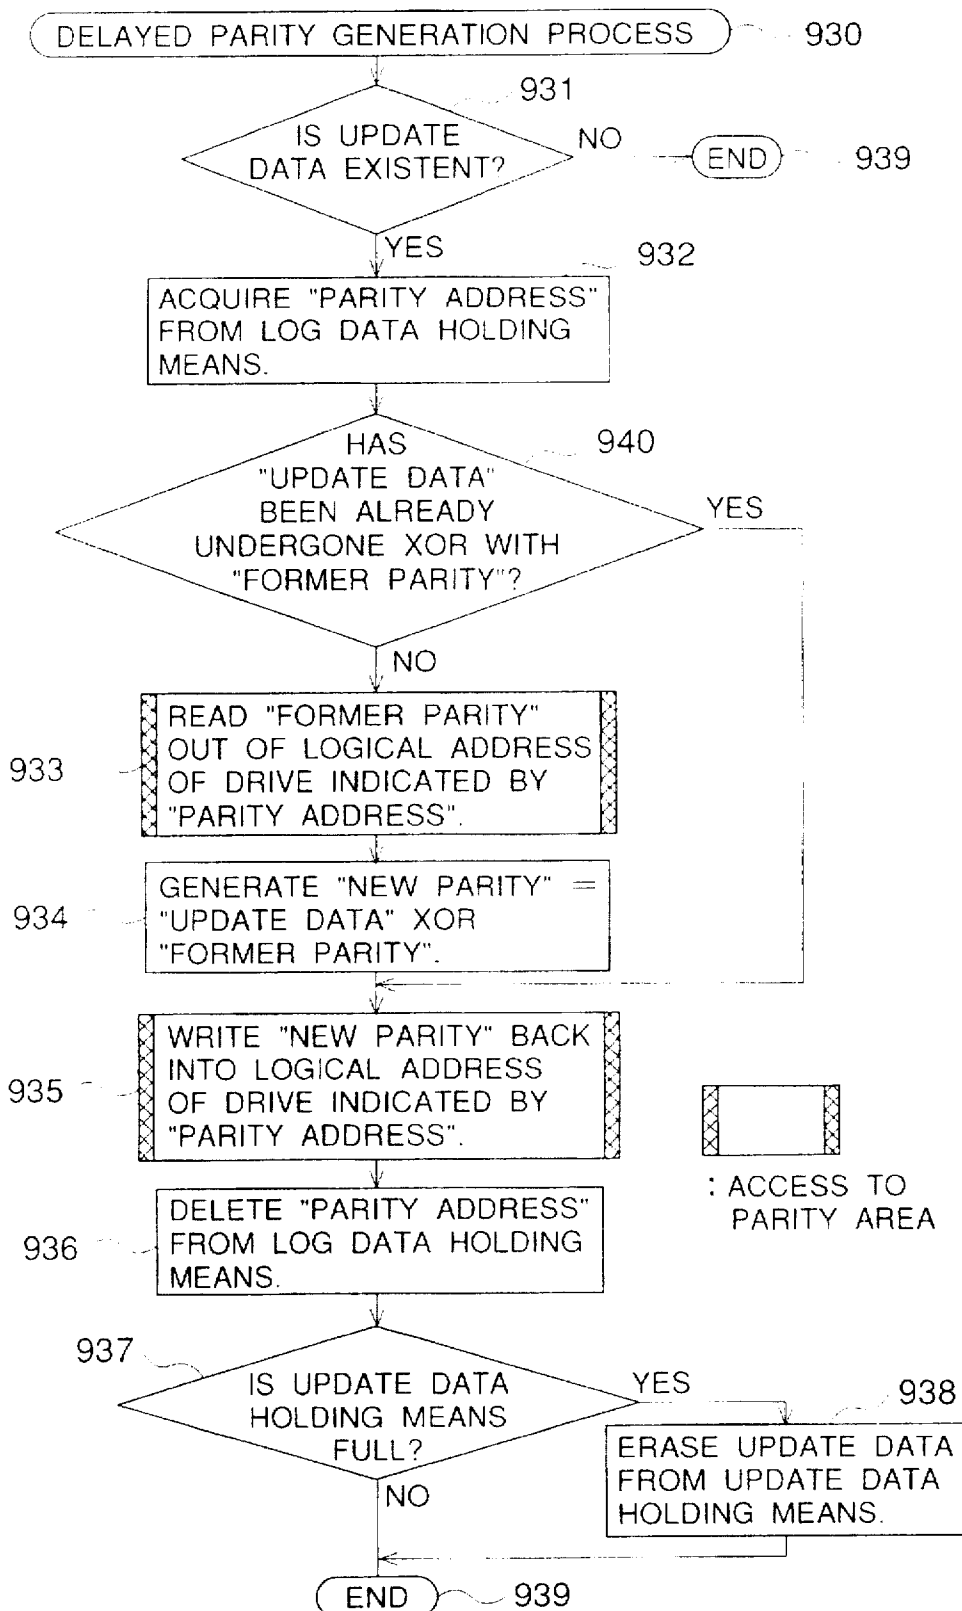 DELAYED PARITY GENERATION PROCESS
930
931
IS UPDATE
DATA EXISTENT?
NO
END
939
YES
932
ACQUIRE "PARITY ADDRESS"
FROM LOG DATA HOLDING
MEANS.
940
HAS
"UPDATE DATA"
BEEN ALREADY
UNDERGONE XOR WITH
"FORMER PARITY"?
YES
NO
933
READ "FORMER PARITY"
OUT OF LOGICAL ADDRESS
OF DRIVE INDICATED BY
"PARITY ADDRESS".
934
GENERATE "NEW PARITY" =
"UPDATE DATA" XOR
"FORMER PARITY".
935
WRITE "NEW PARITY" BACK
INTO LOGICAL ADDRESS
OF DRIVE INDICATED BY
"PARITY ADDRESS".
: ACCESS TO
PARITY AREA
936
DELETE "PARITY ADDRESS"
FROM LOG DATA HOLDING
MEANS.
937
IS UPDATE DATA
HOLDING MEANS
FULL?
YES
938
ERASE UPDATE DATA
FROM UPDATE DATA
HOLDING MEANS.
NO
END
939